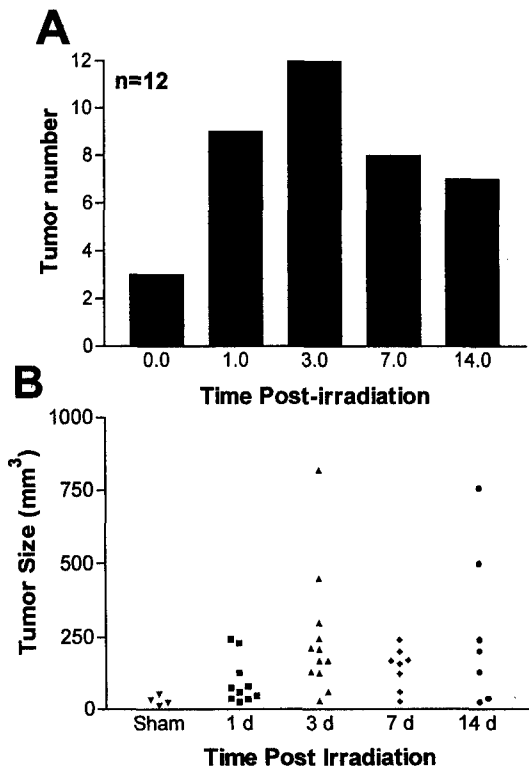 A
n=12
Tumor number
12
10
8
6
4
2
0
0.0 1.0 3.0 7.0 14.0
Time Post-irradiation
B
Tumor Size (mm³)
1000
750
500
250
0
Sham 1 d 3 d 7 d 14 d
Time Post Irradiation